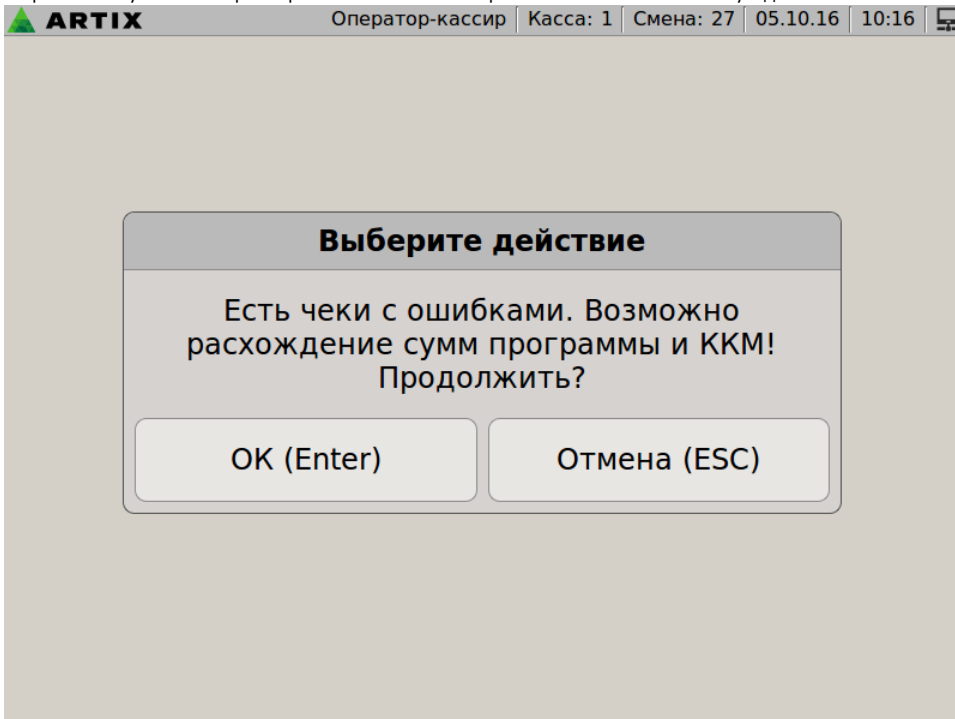 ARTIX Оператор-кассир Касса: 1 Смена: 27 05.10.16 10:16
Выберите действие
Есть чеки с ошибками. Возможно
расхождение сумм программы и ККМ!
Продолжить?
ОК (Enter) Отмена (ESC)